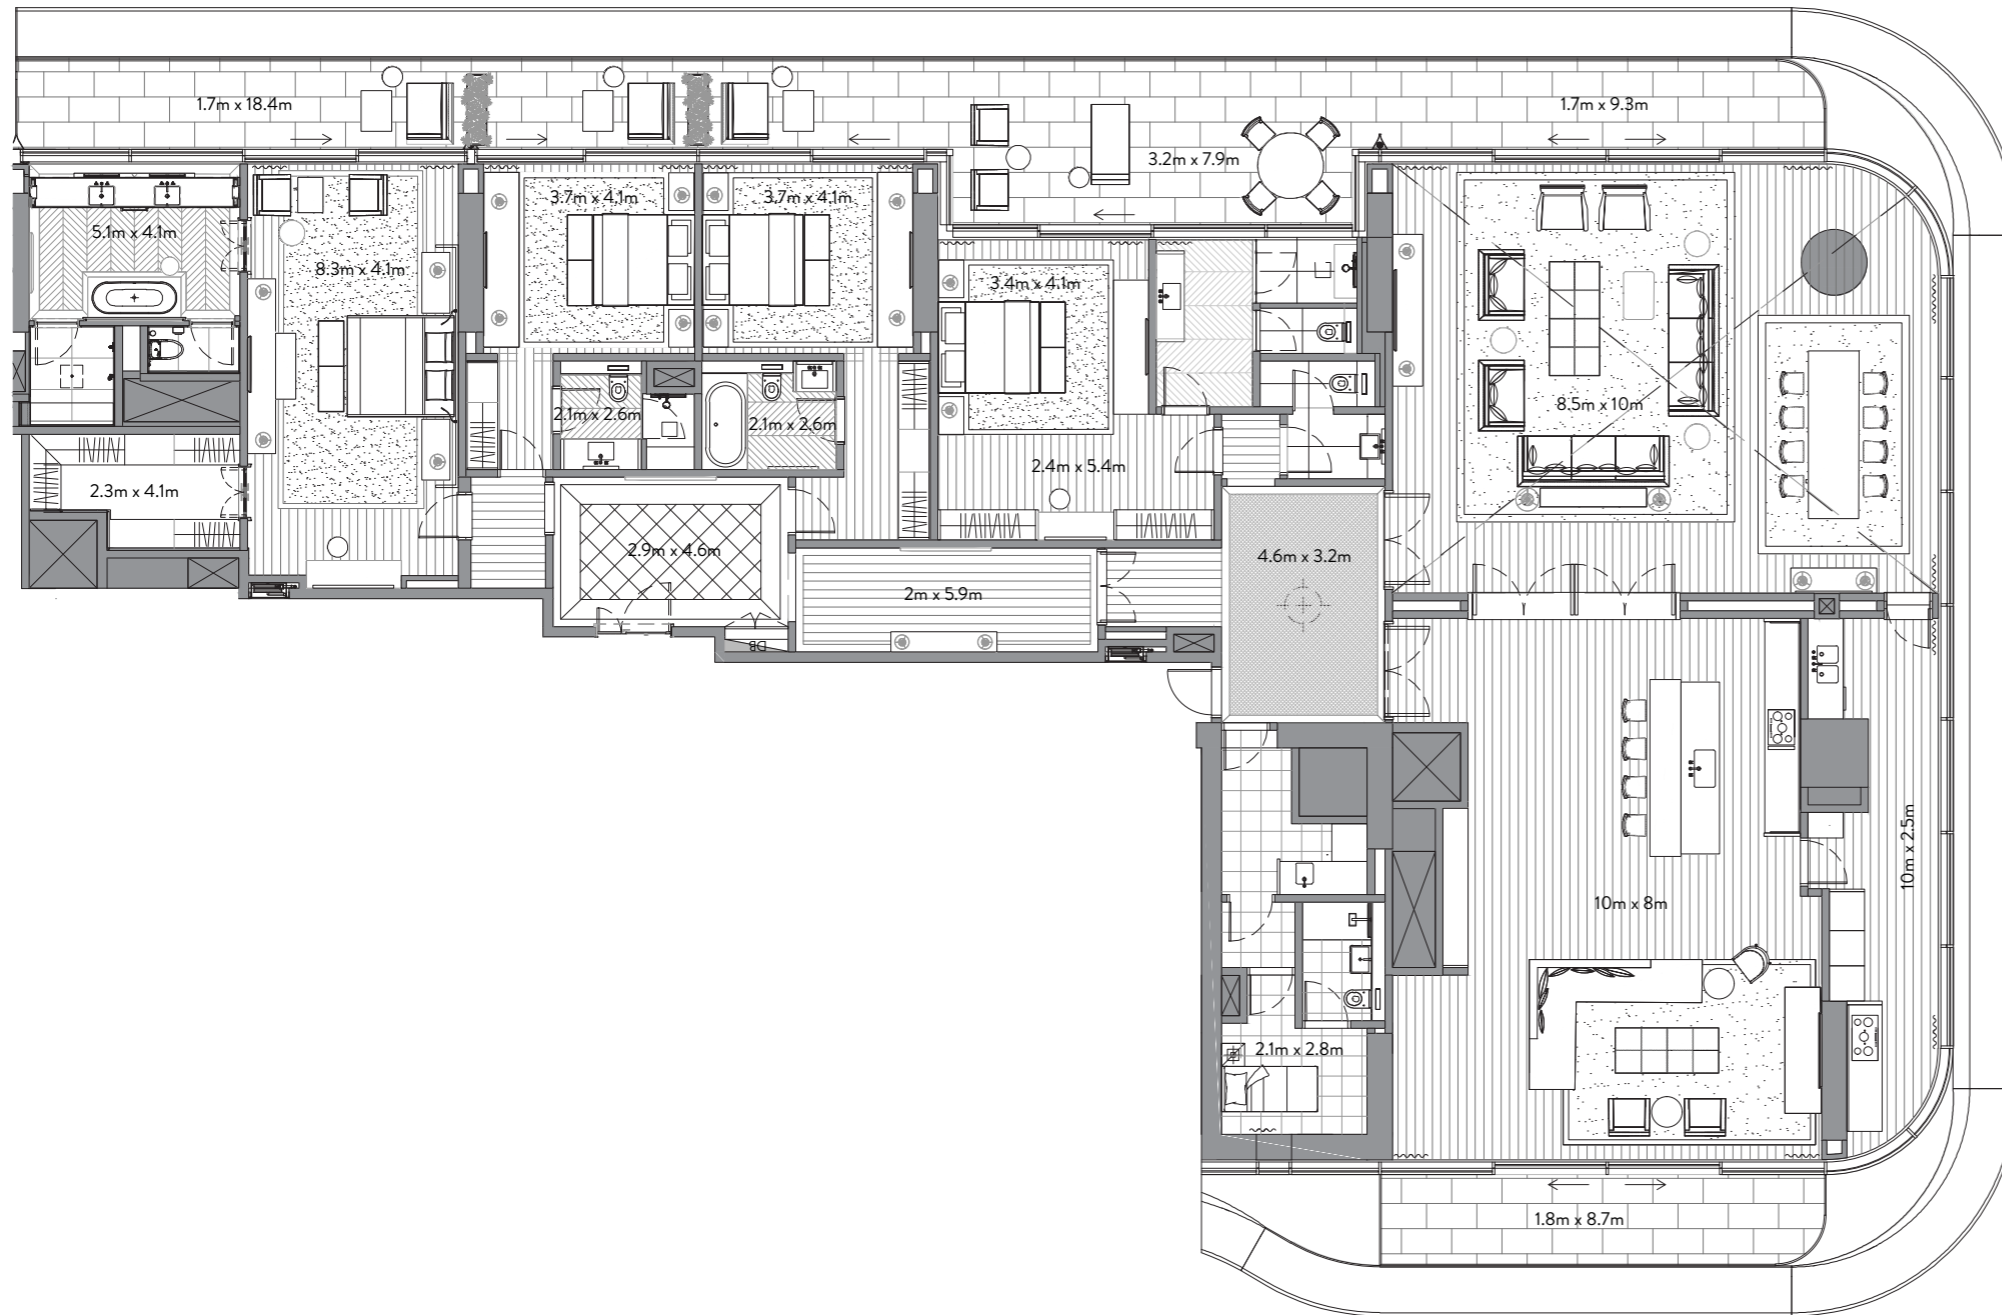 1.7m x 18.4m
1.7m x 9.3m
3.2m x 7.9m
3.7m x 4.1m
3.7m x 4.1m
5.1m x 4.1m
8.3m x 4.1m
3.4m x 4.1m
8.5m x 10m
2.1m x 2.6m
2.1m x 2.6m
2.4m x 5.4m
2.3m x 4.1m
2.9m x 4.6m
4.6m x 3.2m
2m x 5.9m
DB
10m x 2.5m
10m x 8m
2.1m x 2.8m
1.8m x 8.7m